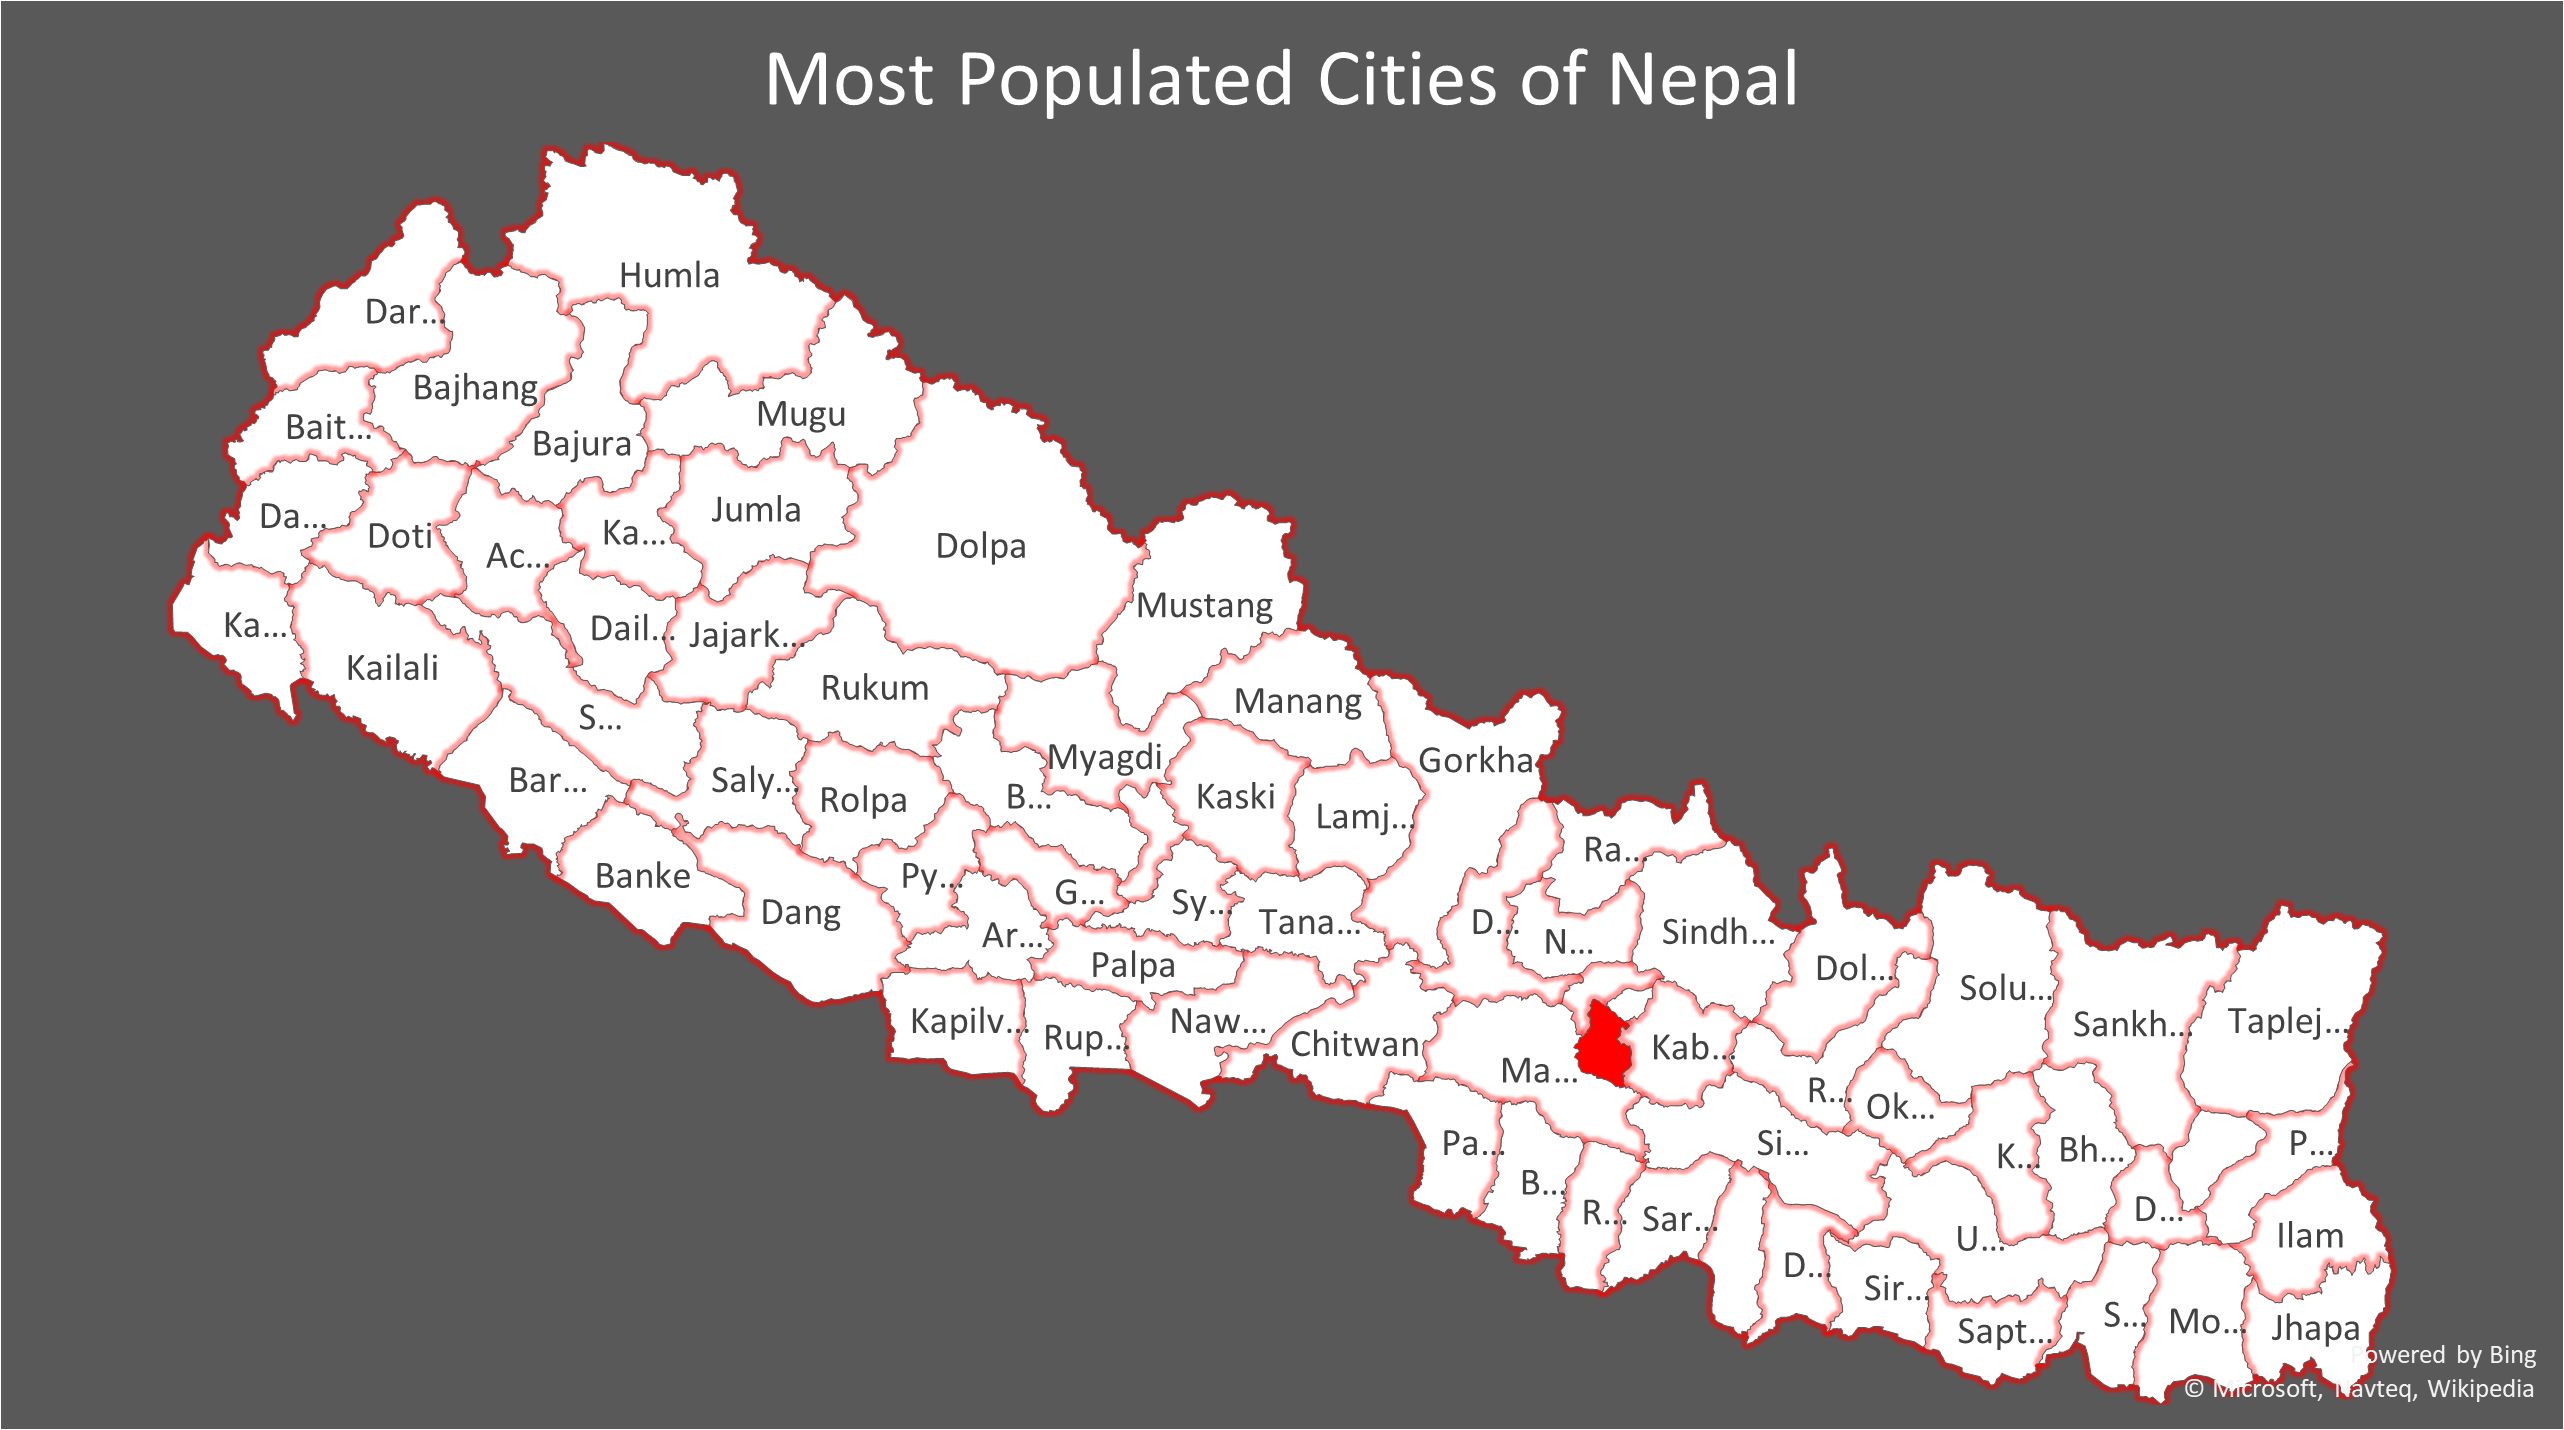 Most Populated Cities of Nepal
Humla
Dar...
Bajhang
Mugu
Bait...
Bajura
Jumla
Da...
Doti
Ka...
Dolpa
Ac...
Mustang
Ka...
Dail...
Jajark...
Kailali
Rukum
Manang
S...
Myagdi
Gorkha
Bar...
Saly...
Rolpa
B...
Kaski
Lamj...
Ra...
Banke
Py...
G...
Sy...
Dang
Tana...
D...
Sindh...
Ar...
N...
Palpa
Dol...
Solu...
Kapilv...
Naw...
Sankh...
Taplej...
Rup...
Chitwan
Kab...
Ma...
R...
Ok...
Pa...
Si...
K...
Bh...
P...
B...
R...
Sar...
D...
U...
Ilam
D...
Sir...
S...
Mo...
Jhapa
Sapt...
Powered by Bing
© Microsoft, Navteq, Wikipedia